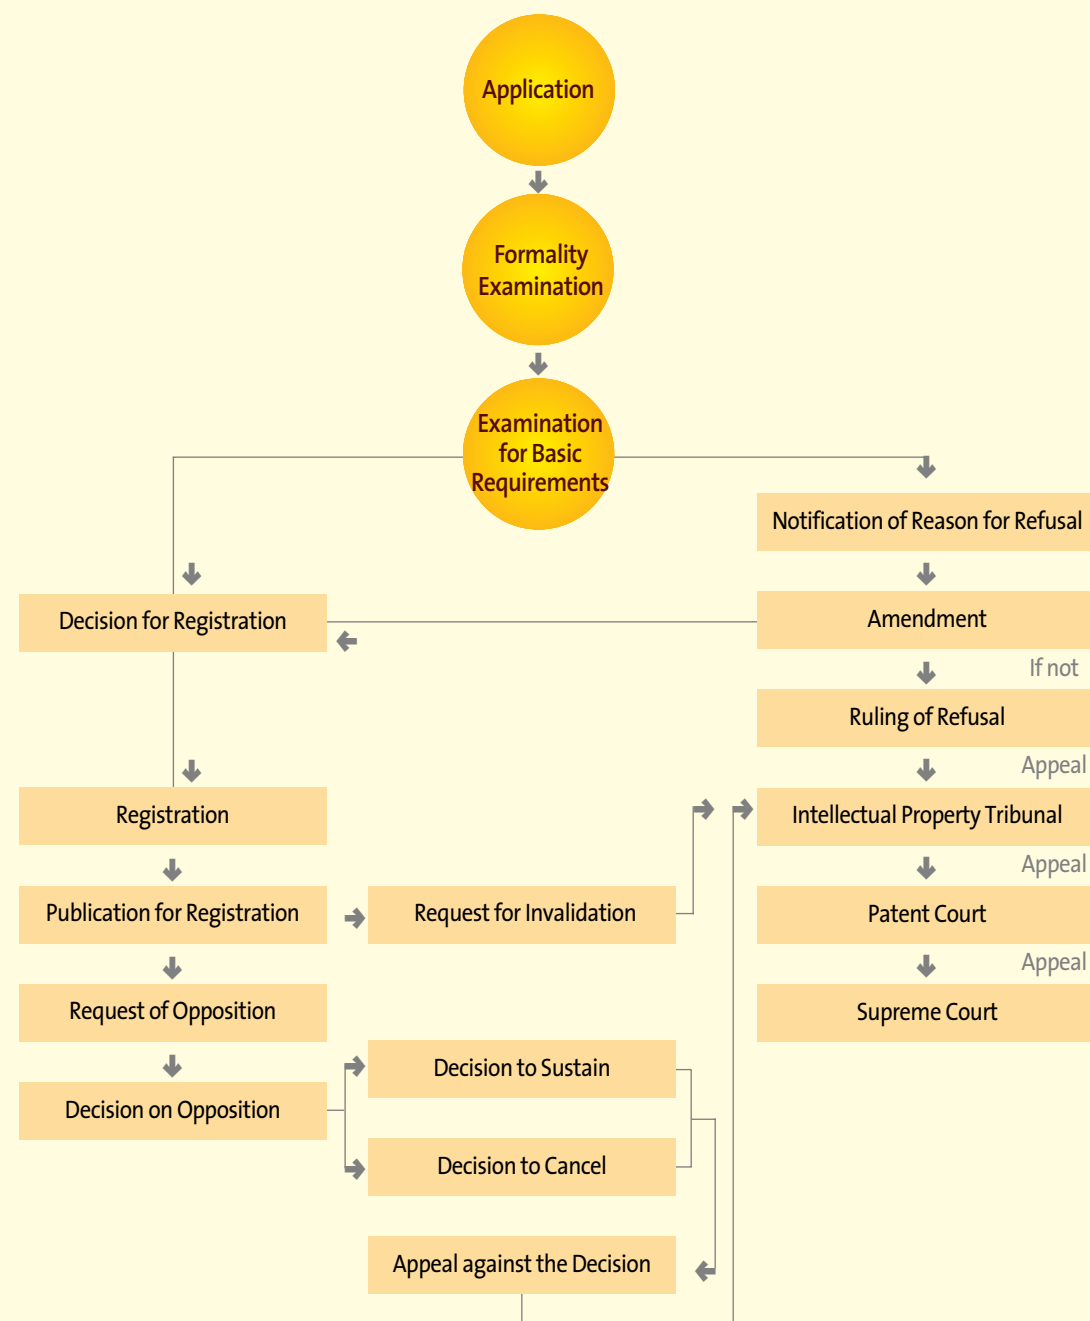 Application
Formality
Examination
Examination
for Basic
Requirements
Notification of Reason for Refusal
Decision for Registration
Amendment
If not
Ruling of Refusal
Appeal
Registration
Intellectual Property Tribunal
Appeal
Publication for Registration
Request for Invalidation
Patent Court
Appeal
Request of Opposition
Supreme Court
Decision to Sustain
Decision on Opposition
Decision to Cancel
Appeal against the Decision